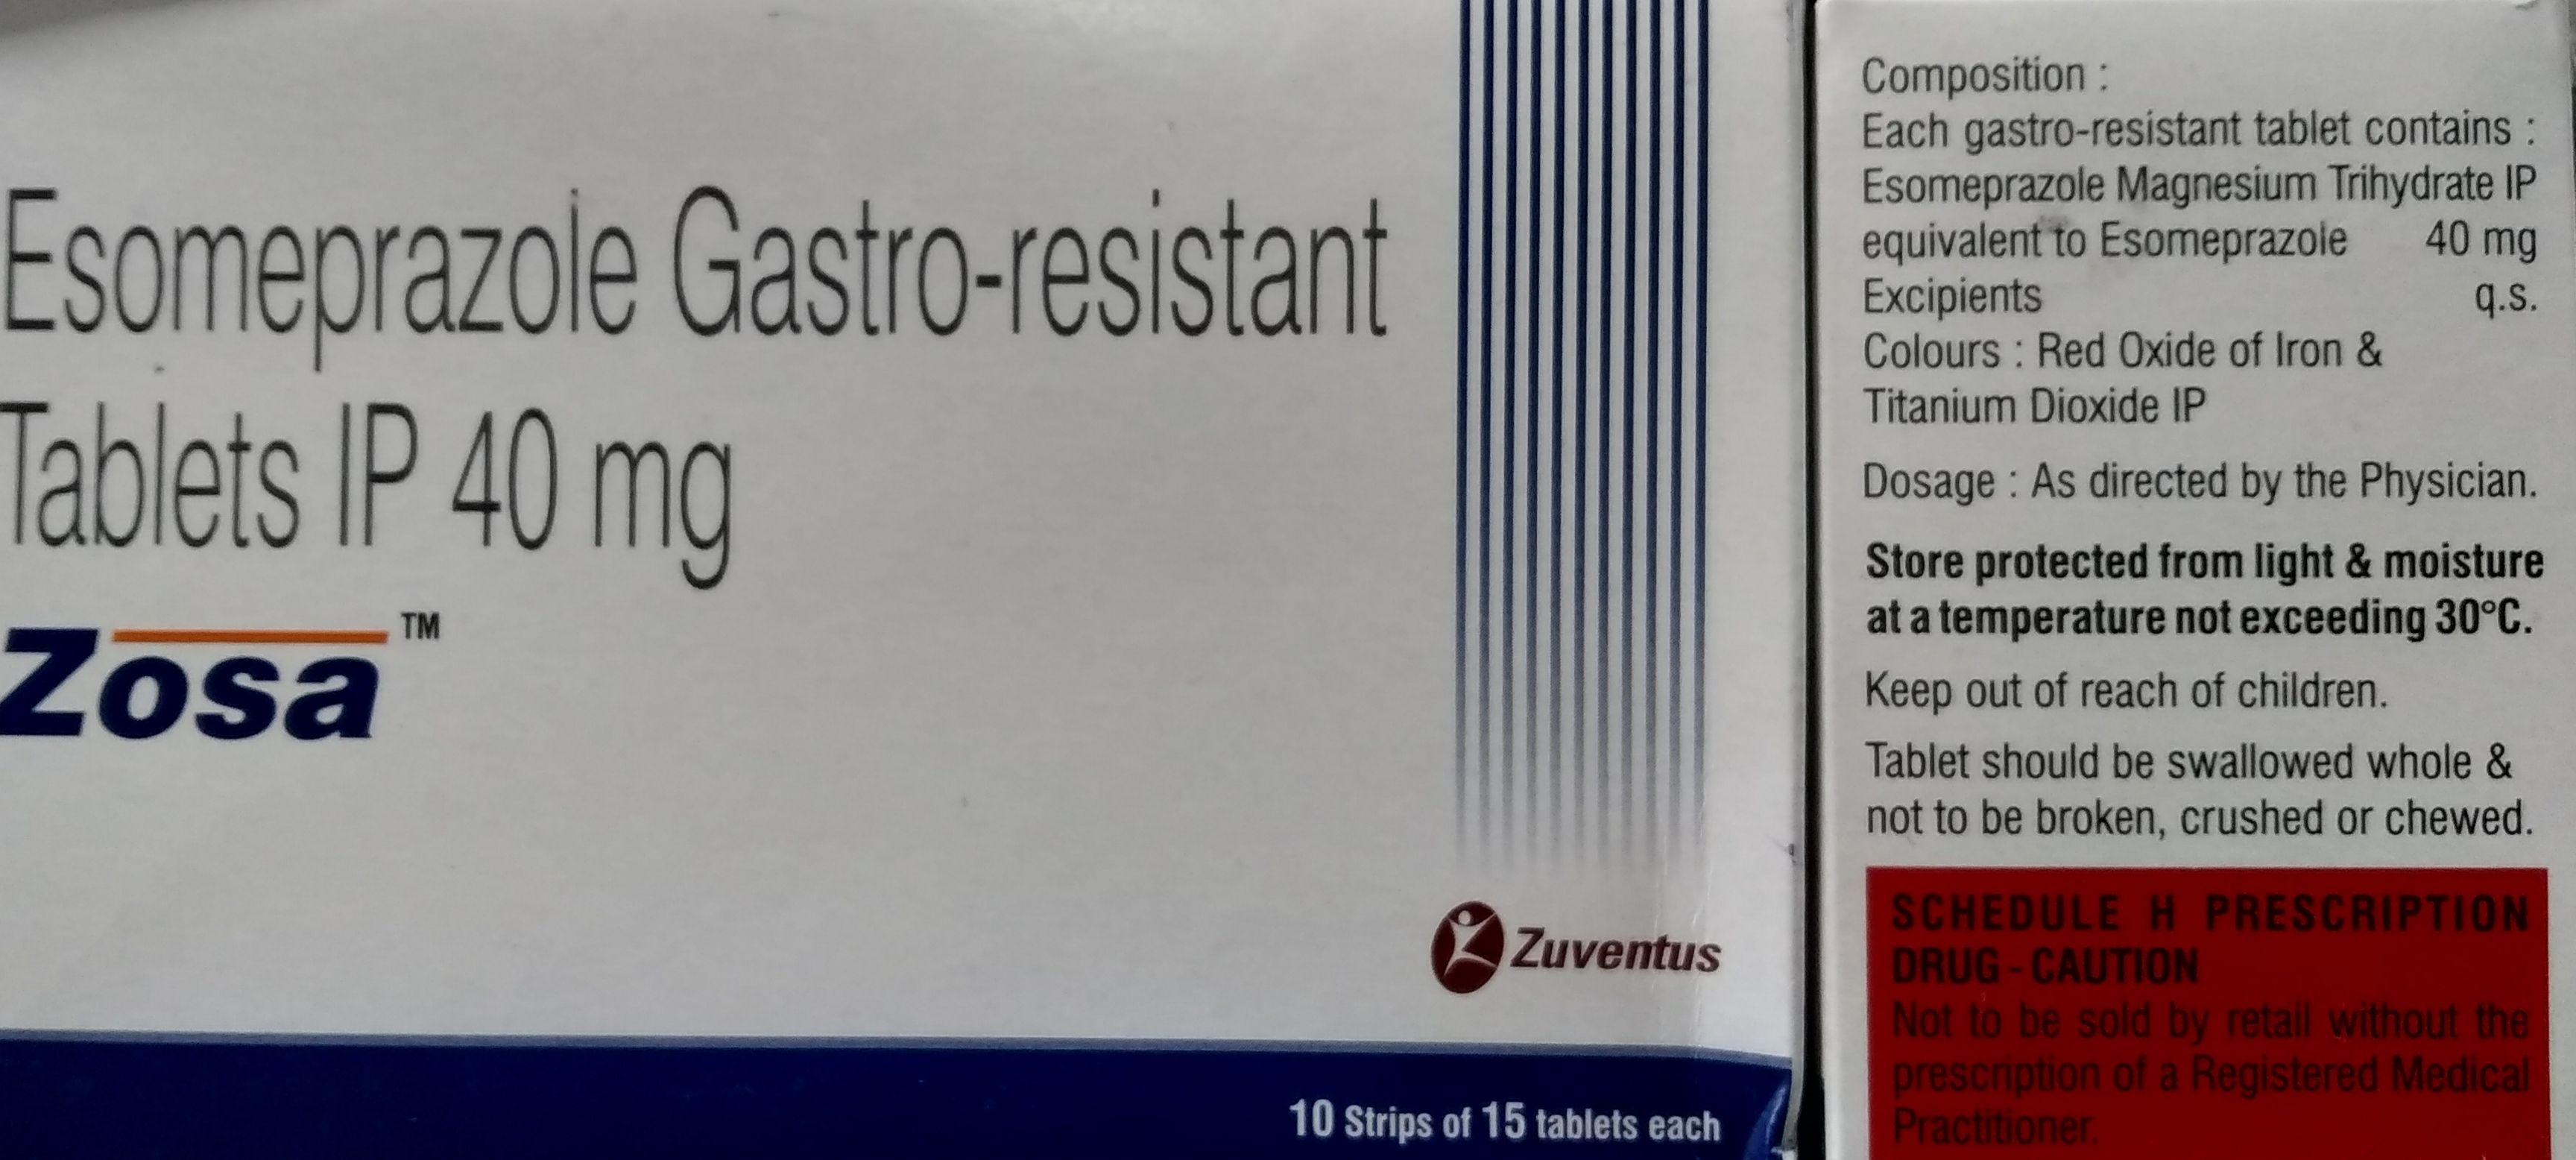 Esomeprazole Gastro-resistant
Tablets IP 40 mg
Zosa™
Zuventus
10 Strips of 15 tablets each
Composition :
Each gastro-resistant tablet contains :
Esomeprazole Magnesium Trihydrate IP
equivalent to Esomeprazole 40 mg
Excipients q.s.
Colours : Red Oxide of Iron &
Titanium Dioxide IP
Dosage : As directed by the Physician.
Store protected from light & moisture
at a temperature not exceeding 30°C.
Keep out of reach of children.
Tablet should be swallowed whole &
not to be broken, crushed or chewed.
SCHEDULE H PRESCRIPTION
DRUG - CAUTION
Not to be sold by retail without the
prescription of a Registered Medical
Practitioner.